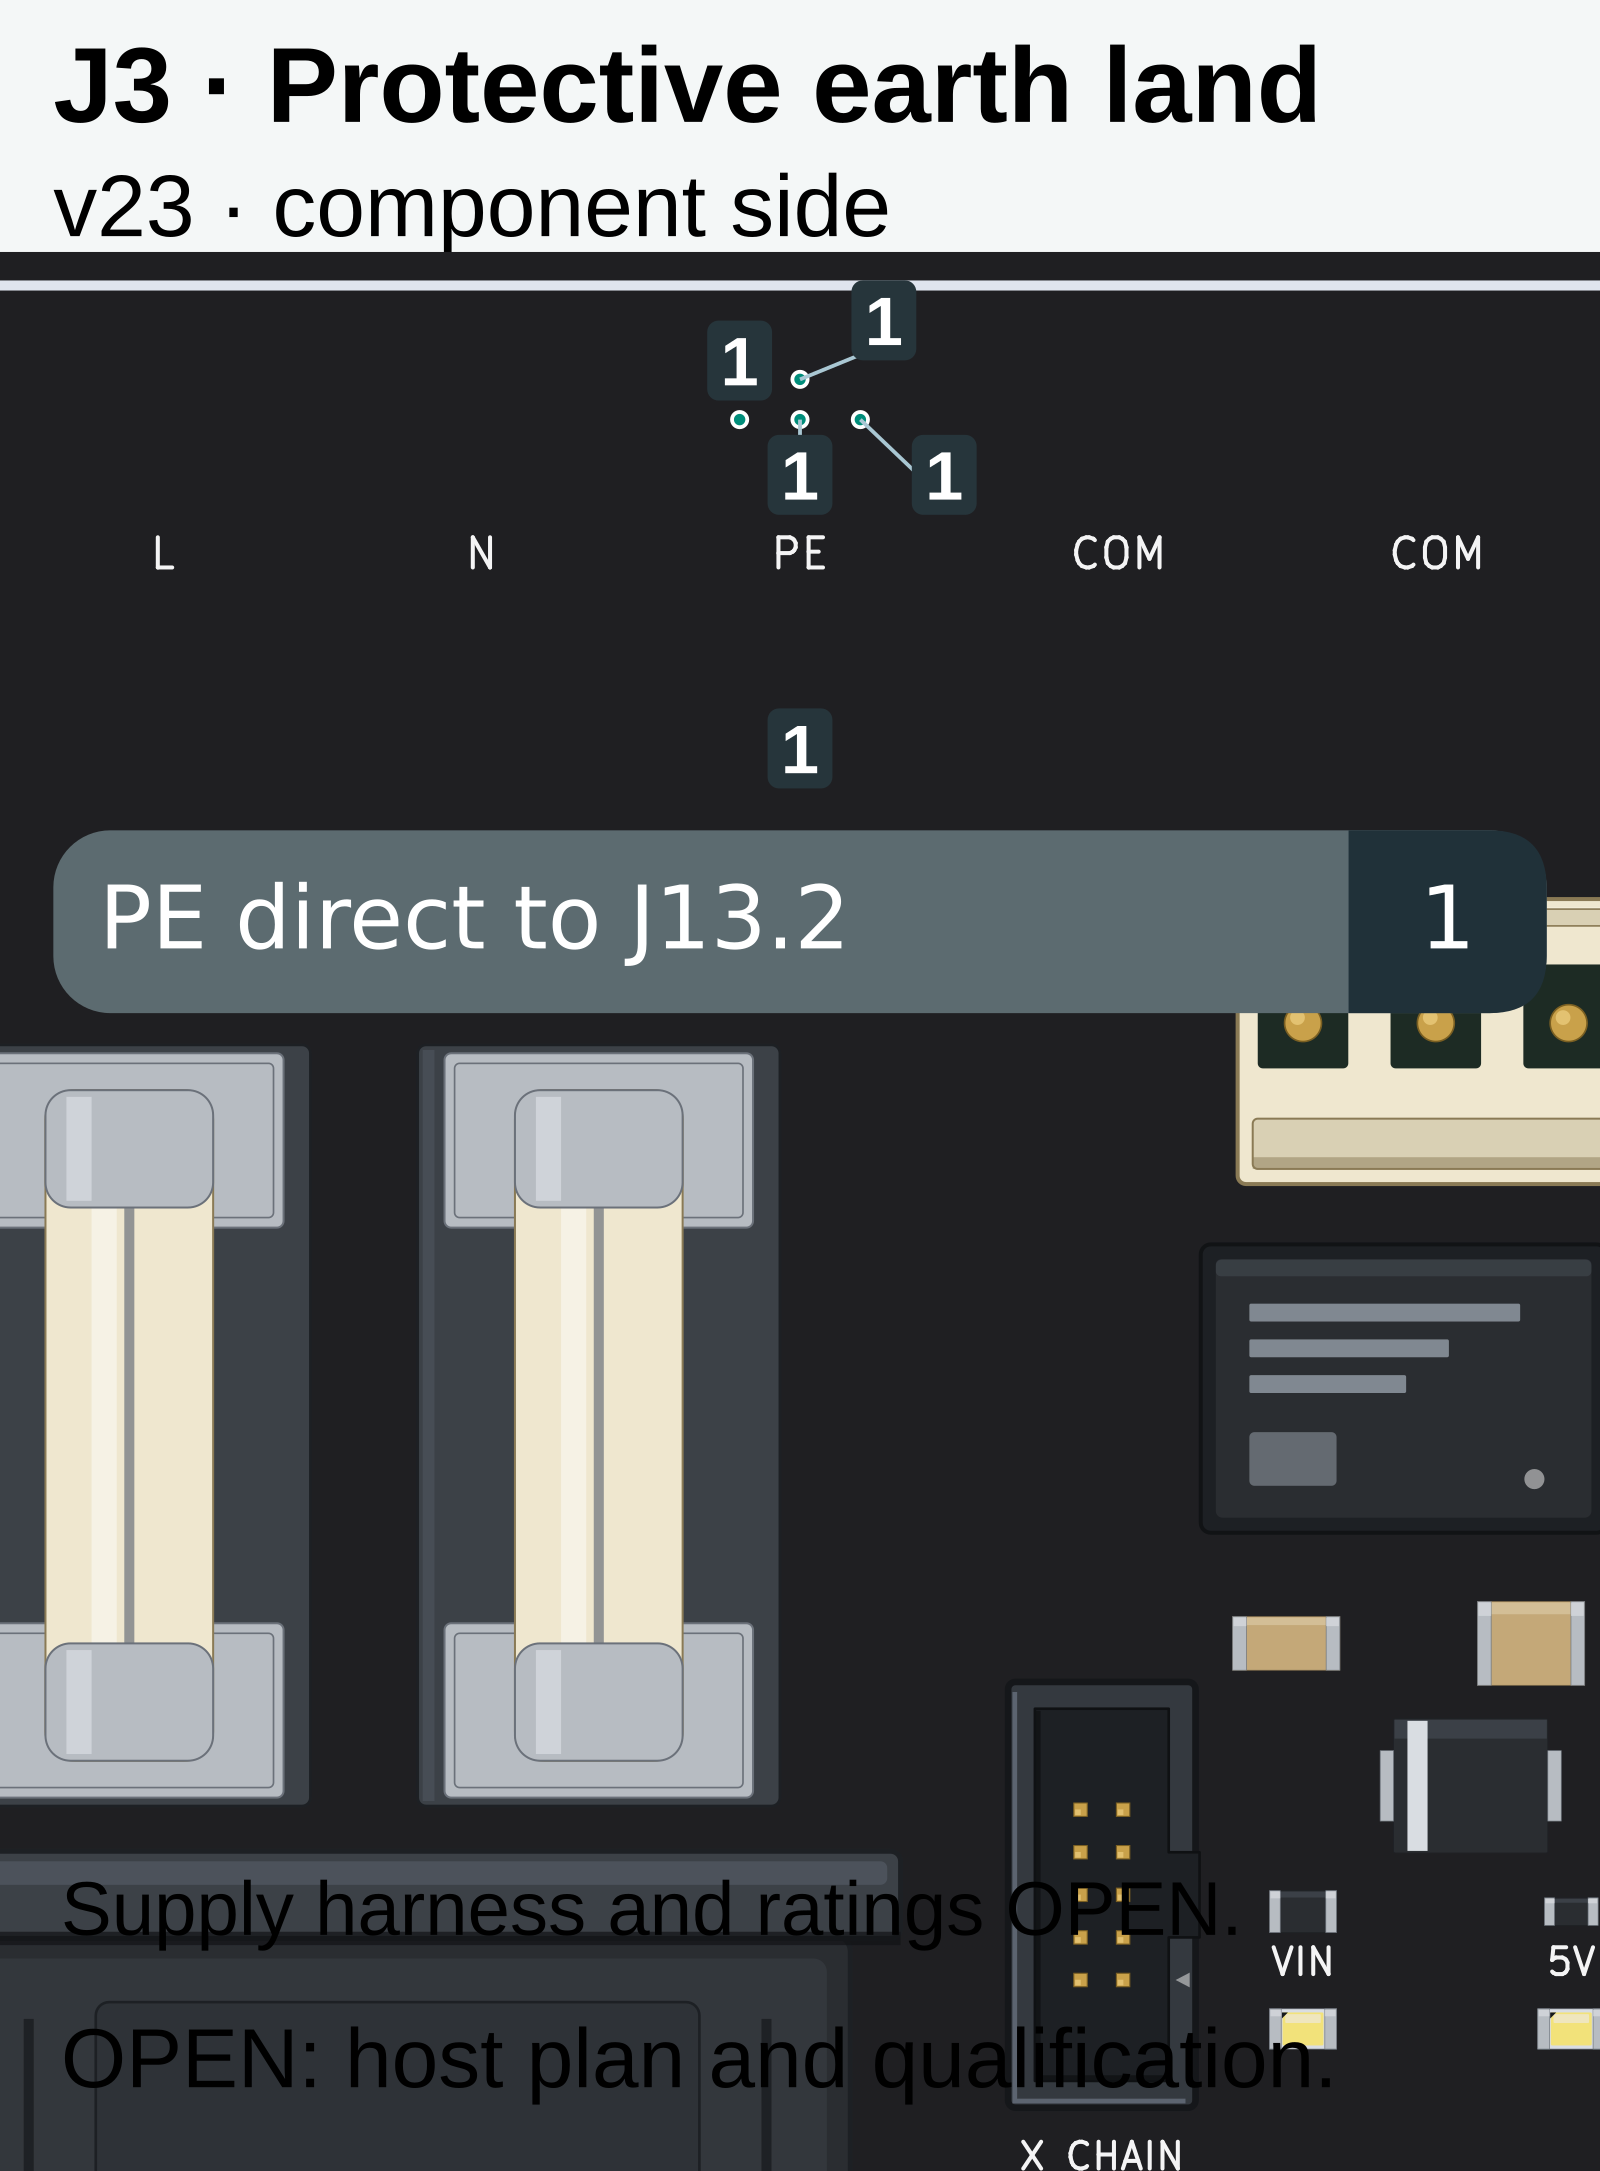 J3 · Protective earth land
v23 · component side
1
1
1 1
L N PE COM COM
1
PE direct to J13.2 1
Supply harness and ratings OPEN.
VIN 5V
OPEN: host plan and qualification.
X CHAIN